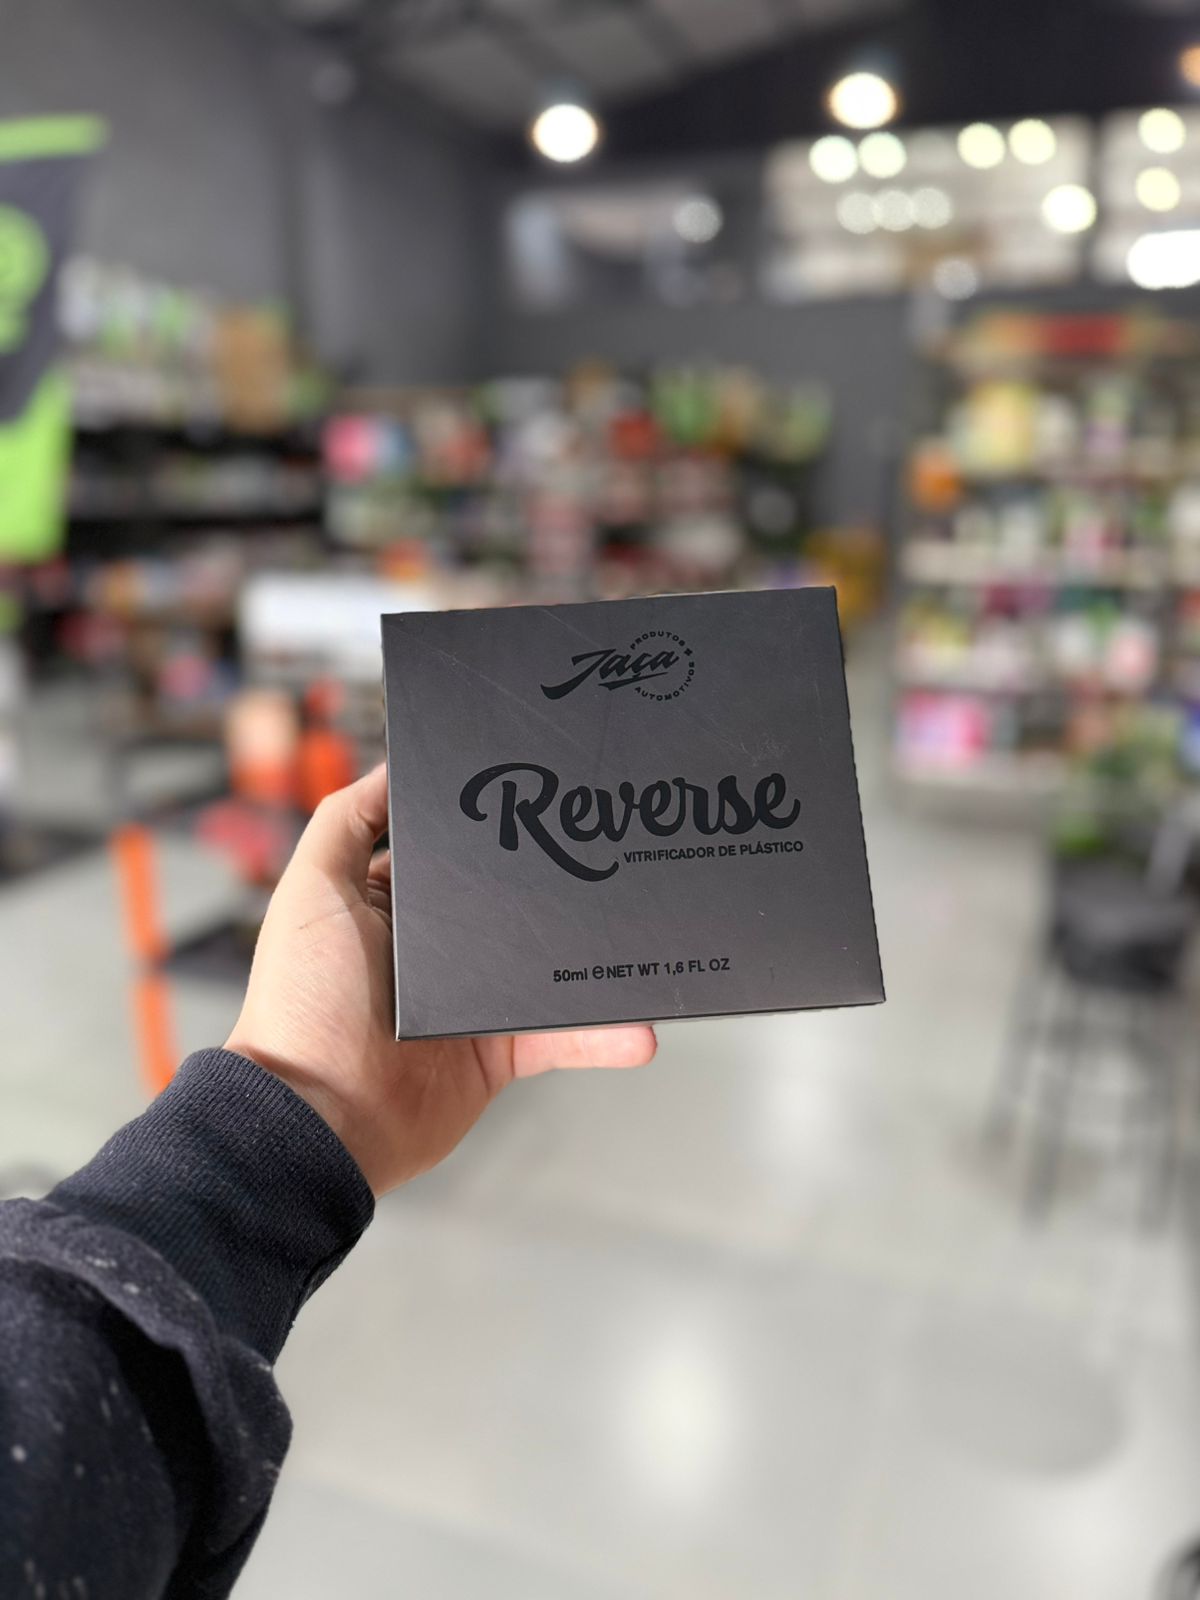 PRODUTOS
Jaça
AUTOMOTIVOS
Reverse
VITRIFICADOR DE PLÁSTICO
50ml ℮ NET WT 1,6 FL OZ